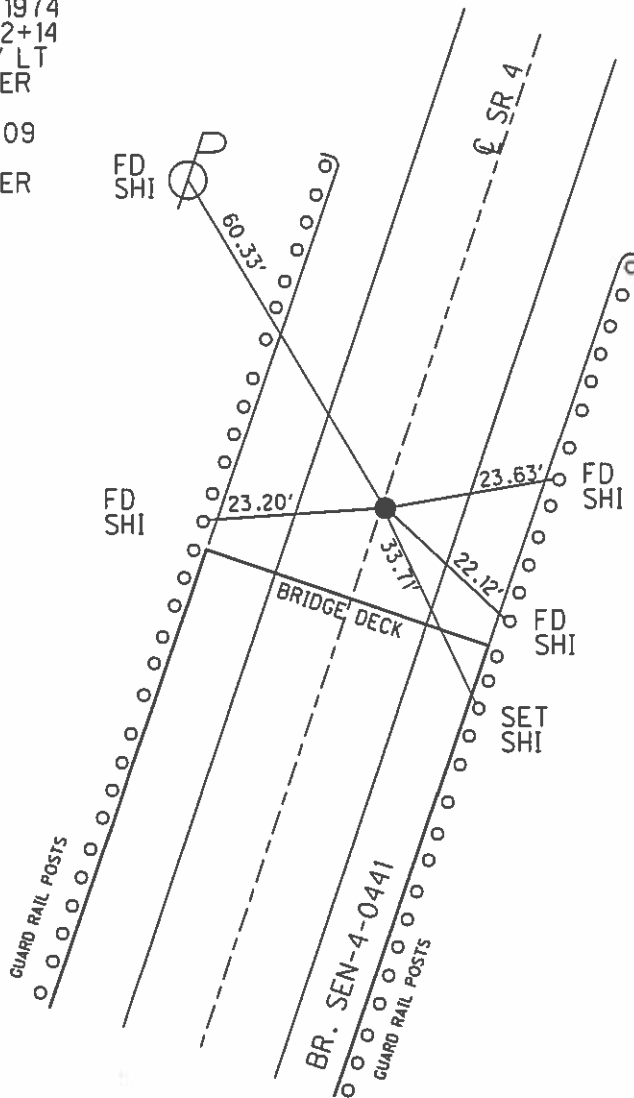 1974
2+14
LT
ER
09
ER
℄ SR 4
FD
SHI
60.33'
FD
SHI
23.20'
23.63'
FD
SHI
33.71'
22.12'
BRIDGE DECK
FD
SHI
SET
SHI
GUARD RAIL POSTS
BR. SEN-4-0441
GUARD RAIL POSTS